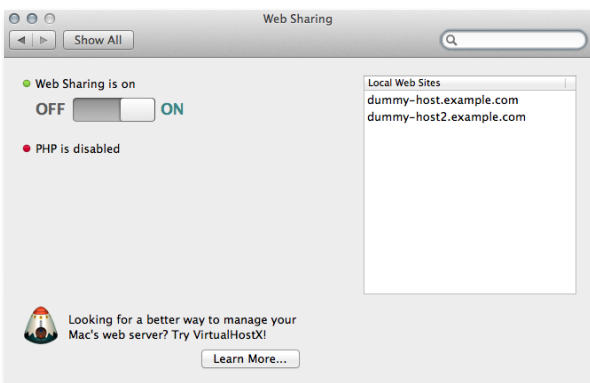 Web Sharing
Show All
Web Sharing is on
OFF ON
PHP is disabled
Local Web Sites
dummy-host.example.com
dummy-host2.example.com
Looking for a better way to manage your
Mac's web server? Try VirtualHostX!
Learn More...